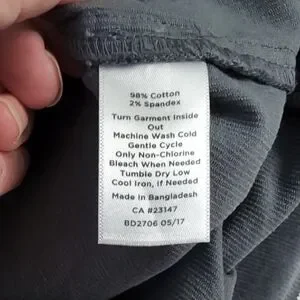 98% Cotton
2% Spandex
Turn Garment Inside
Out
Machine Wash Cold
Gentle Cycle
Only Non-Chlorine
Bleach When Needed
Tumble Dry Low
Cool Iron, If Needed
Made in Bangladesh
CA #23147
BD2706 05/17